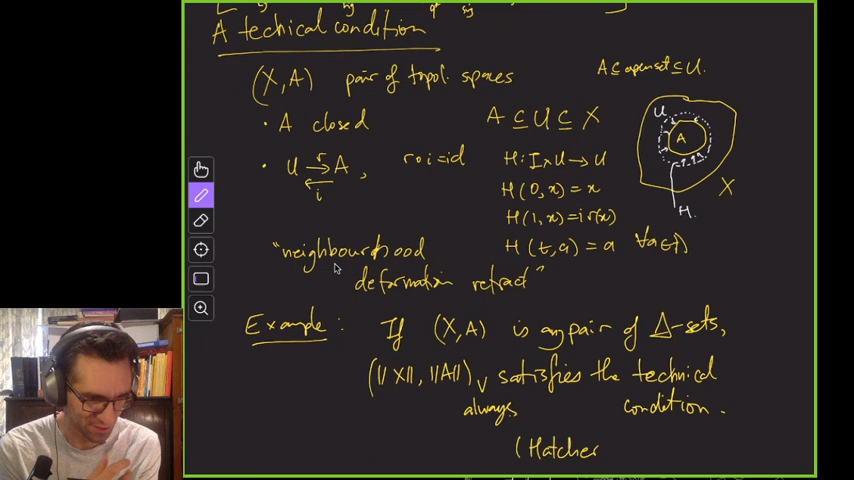 A techical condition
(X,A) pair of topol. spaces
A ⊆ open set ⊆ U.
• A closed
A ⊆ U ⊆ X
• U r→ A, ←i
r∘i=id
H: I×U → U
H(0,x) = x
H(1,x) = i r(x)
H(t,a) = a ∀a∈A
U
A
X
H.
"neighbourhood
deformation retract"
Example: If (X,A) is any pair of Δ-sets,
(||X||, ||A||) always satisfies the technical
condition.
(Hatcher